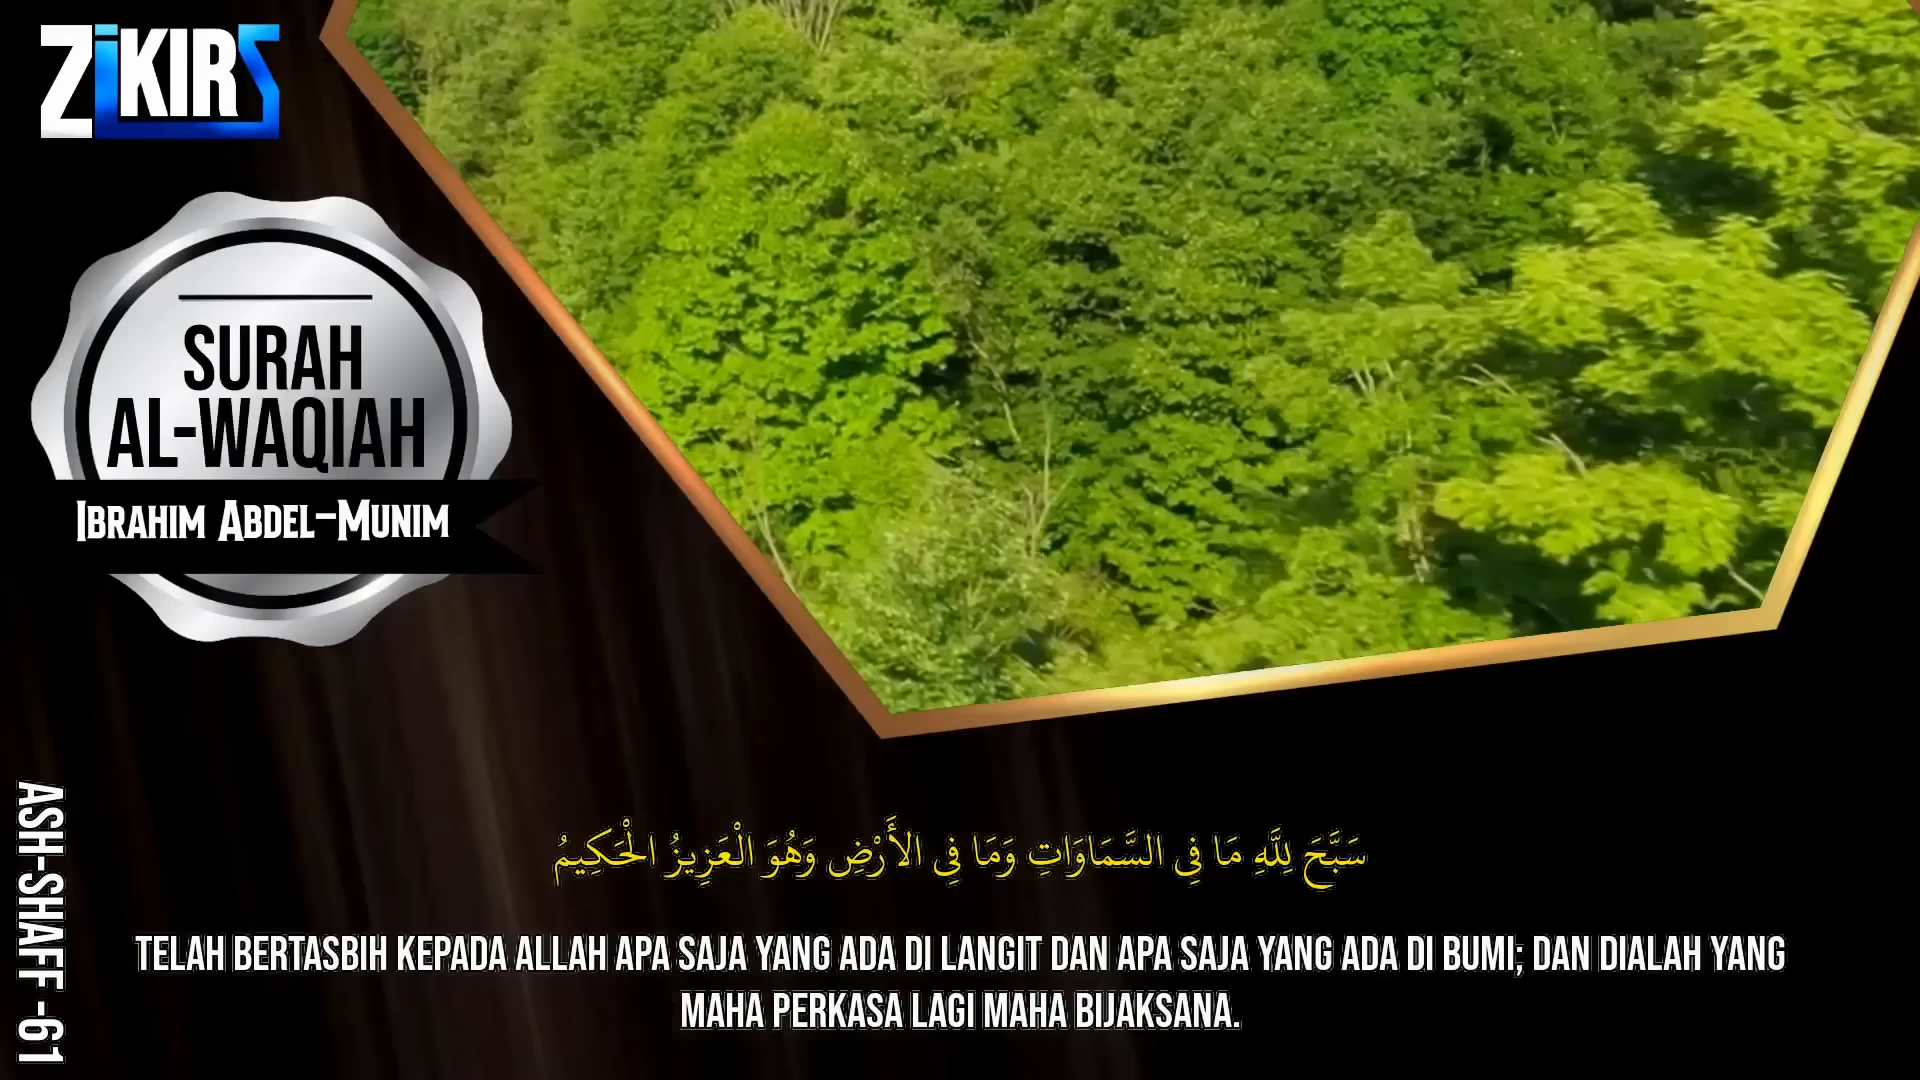 ZiKIRS
SURAH
AL-WAQIAH
IBRAHIM ABDEL-MUNIM
سَبَّحَ لِلَّهِ مَا فِي السَّمَاوَاتِ وَمَا فِي الأَرْضِ وَهُوَ الْعَزِيزُ الْحَكِيمُ
TELAH BERTASBIH KEPADA ALLAH APA SAJA YANG ADA DI LANGIT DAN APA SAJA YANG ADA DI BUMI; DAN DIALAH YANG
MAHA PERKASA LAGI MAHA BIJAKSANA.
ASH-SHAFF -61